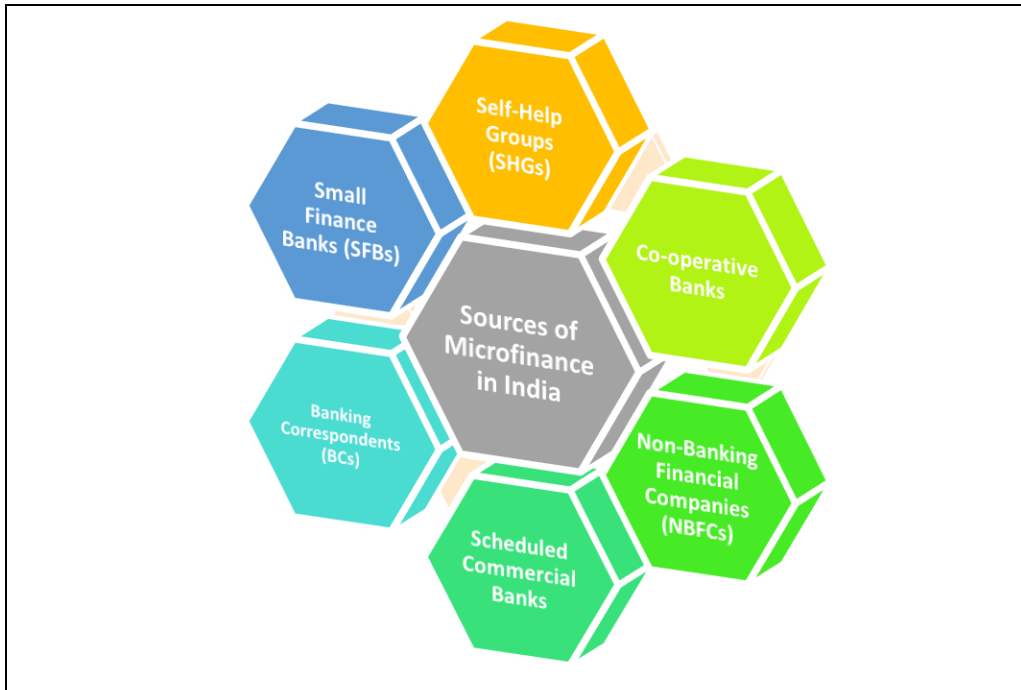 Self-Help
Groups
(SHGs)
Small
Finance
Banks (SFBs)
Co-operative
Banks
Sources of
Microfinance
in India
Banking
Correspondents
(BCs)
Non-Banking
Financial
Companies
(NBFCs)
Scheduled
Commercial
Banks